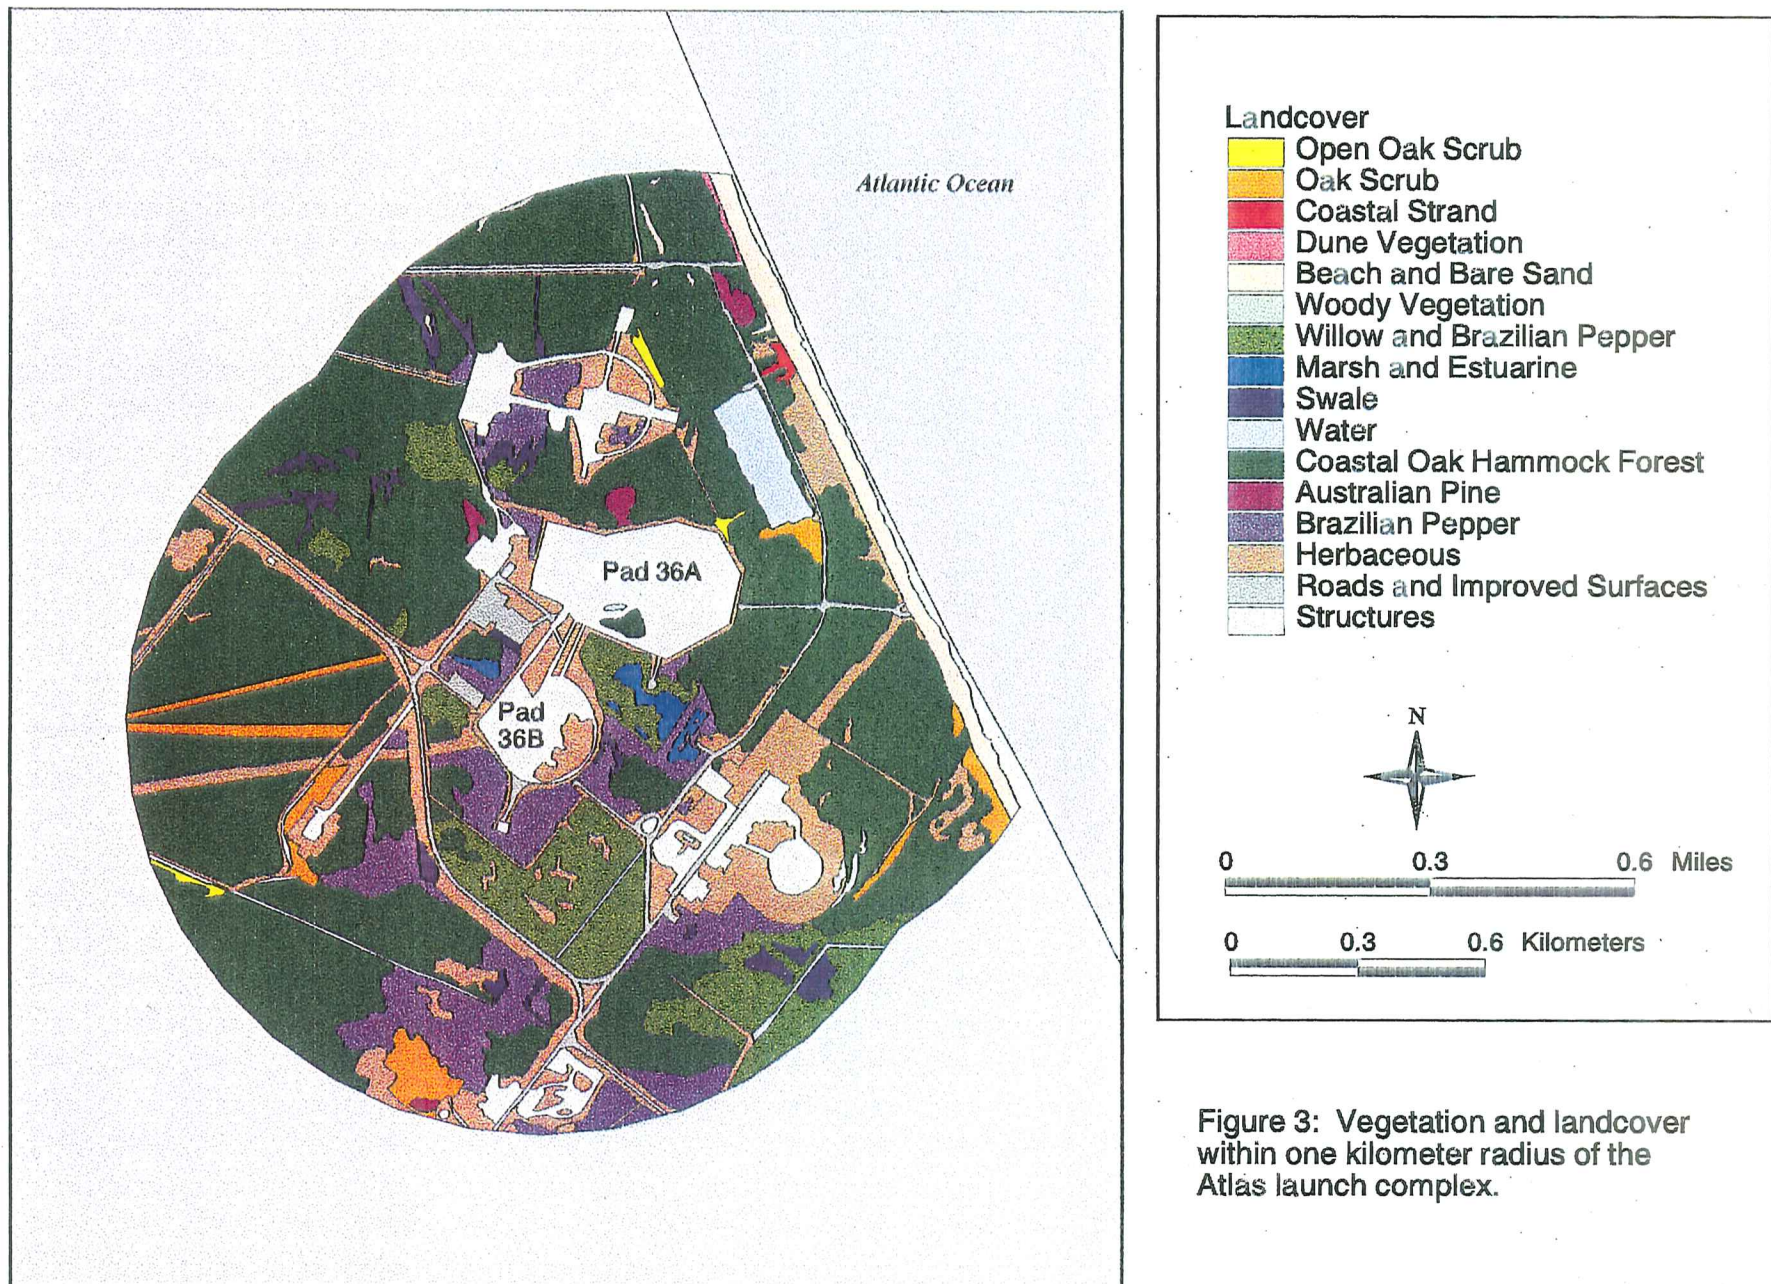 Atlantic Ocean
Pad 36A
Pad
36B
Landcover
Open Oak Scrub
Oak Scrub
Coastal Strand
Dune Vegetation
Beach and Bare Sand
Woody Vegetation
Willow and Brazilian Pepper
Marsh and Estuarine
Swale
Water
Coastal Oak Hammock Forest
Australian Pine
Brazilian Pepper
Herbaceous
Roads and Improved Surfaces
Structures
N
0 0.3 0.6 Miles
0 0.3 0.6 Kilometers
Figure 3: Vegetation and landcover
within one kilometer radius of the
Atlas launch complex.